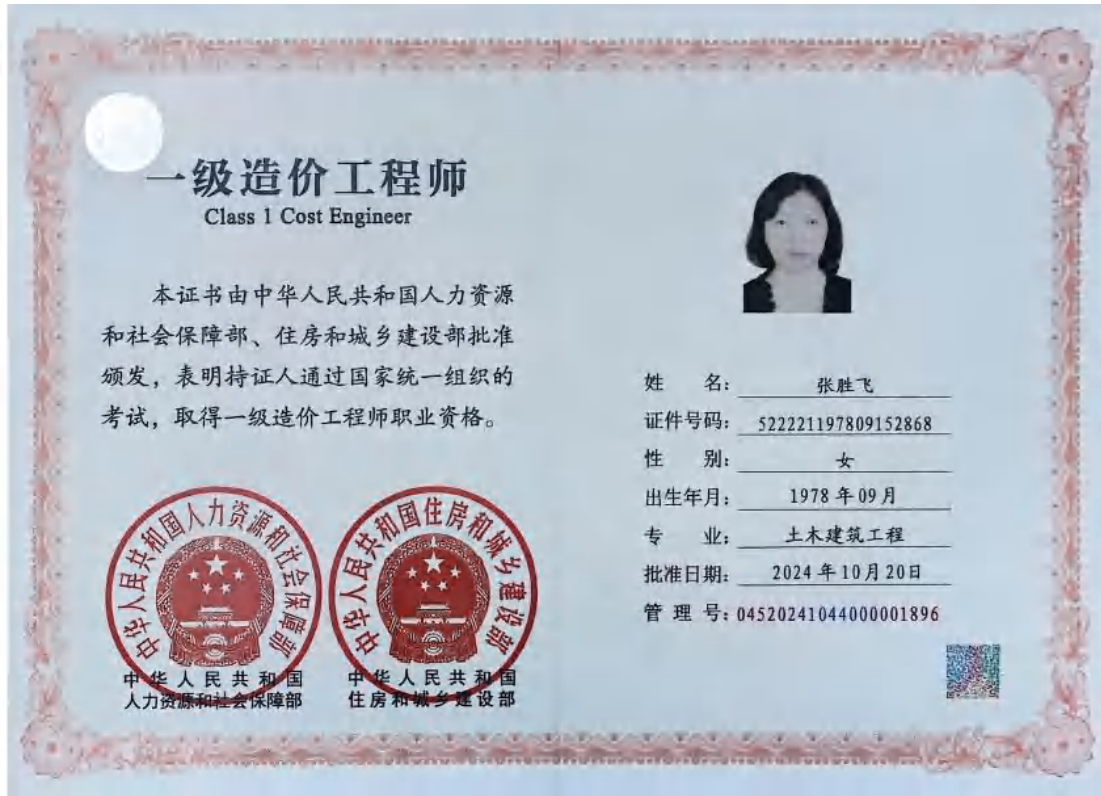 一级造价工程师
Class 1 Cost Engineer
本证书由中华人民共和国人力资源
和社会保障部、住房和城乡建设部批准
颁发，表明持证人通过国家统一组织的
考试，取得一级造价工程师职业资格。
中华人民共和国人力资源和社会保障部
中华人民共和国
人力资源和社会保障部
中华人民共和国住房和城乡建设部
中华人民共和国
住房和城乡建设部
姓 名：张胜飞
证件号码：522221197809152868
性 别：女
出生年月：1978年09月
专 业：土木建筑工程
批准日期：2024年10月20日
管 理 号：04520241044000001896